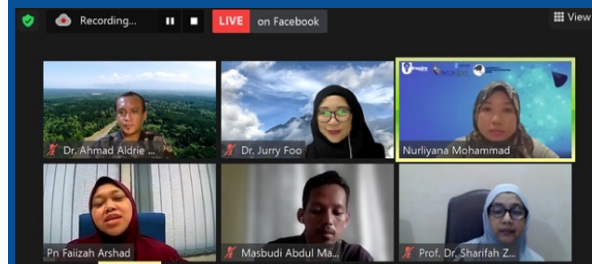 Recording...
LIVE on Facebook
View
Dr. Ahmad Aldrie ...
Dr. Jurry Foo
Nurliyana Mohammad
Pn Faiizah Arshad
Masbudi Abdul Ma...
Prof. Dr. Sharifah Z...